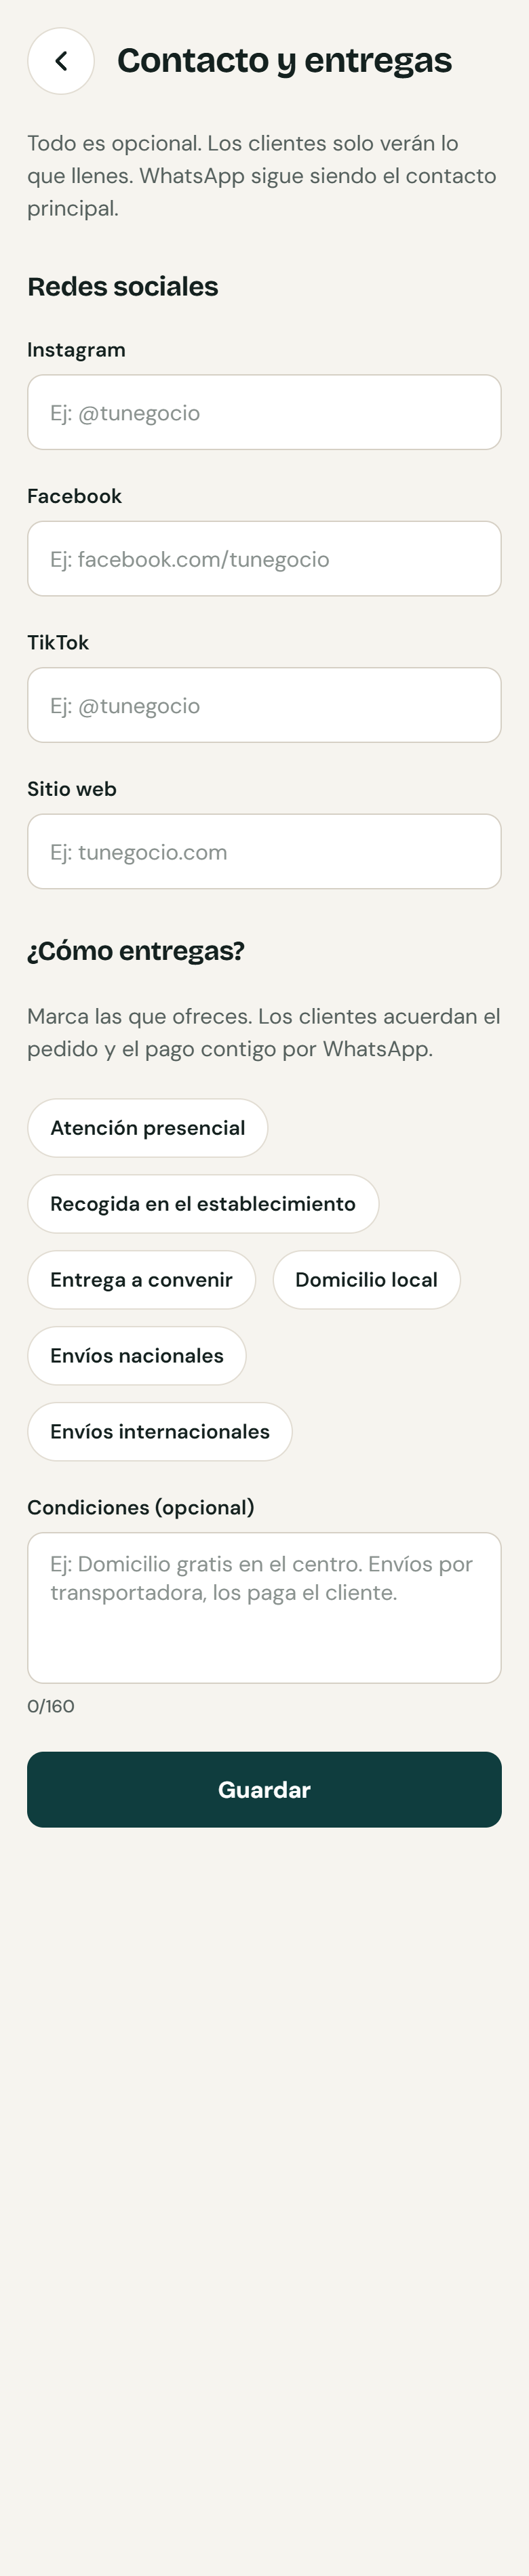 Contacto y entregas
Todo es opcional. Los clientes solo verán lo
que llenes. WhatsApp sigue siendo el contacto
principal.
Redes sociales
Instagram
Ej: @tunegocio
Facebook
Ej: facebook.com/tunegocio
TikTok
Ej: @tunegocio
Sitio web
Ej: tunegocio.com
¿Cómo entregas?
Marca las que ofreces. Los clientes acuerdan el
pedido y el pago contigo por WhatsApp.
Atención presencial
Recogida en el establecimiento
Entrega a convenir
Domicilio local
Envíos nacionales
Envíos internacionales
Condiciones (opcional)
Ej: Domicilio gratis en el centro. Envíos por
transportadora, los paga el cliente.
0/160
Guardar